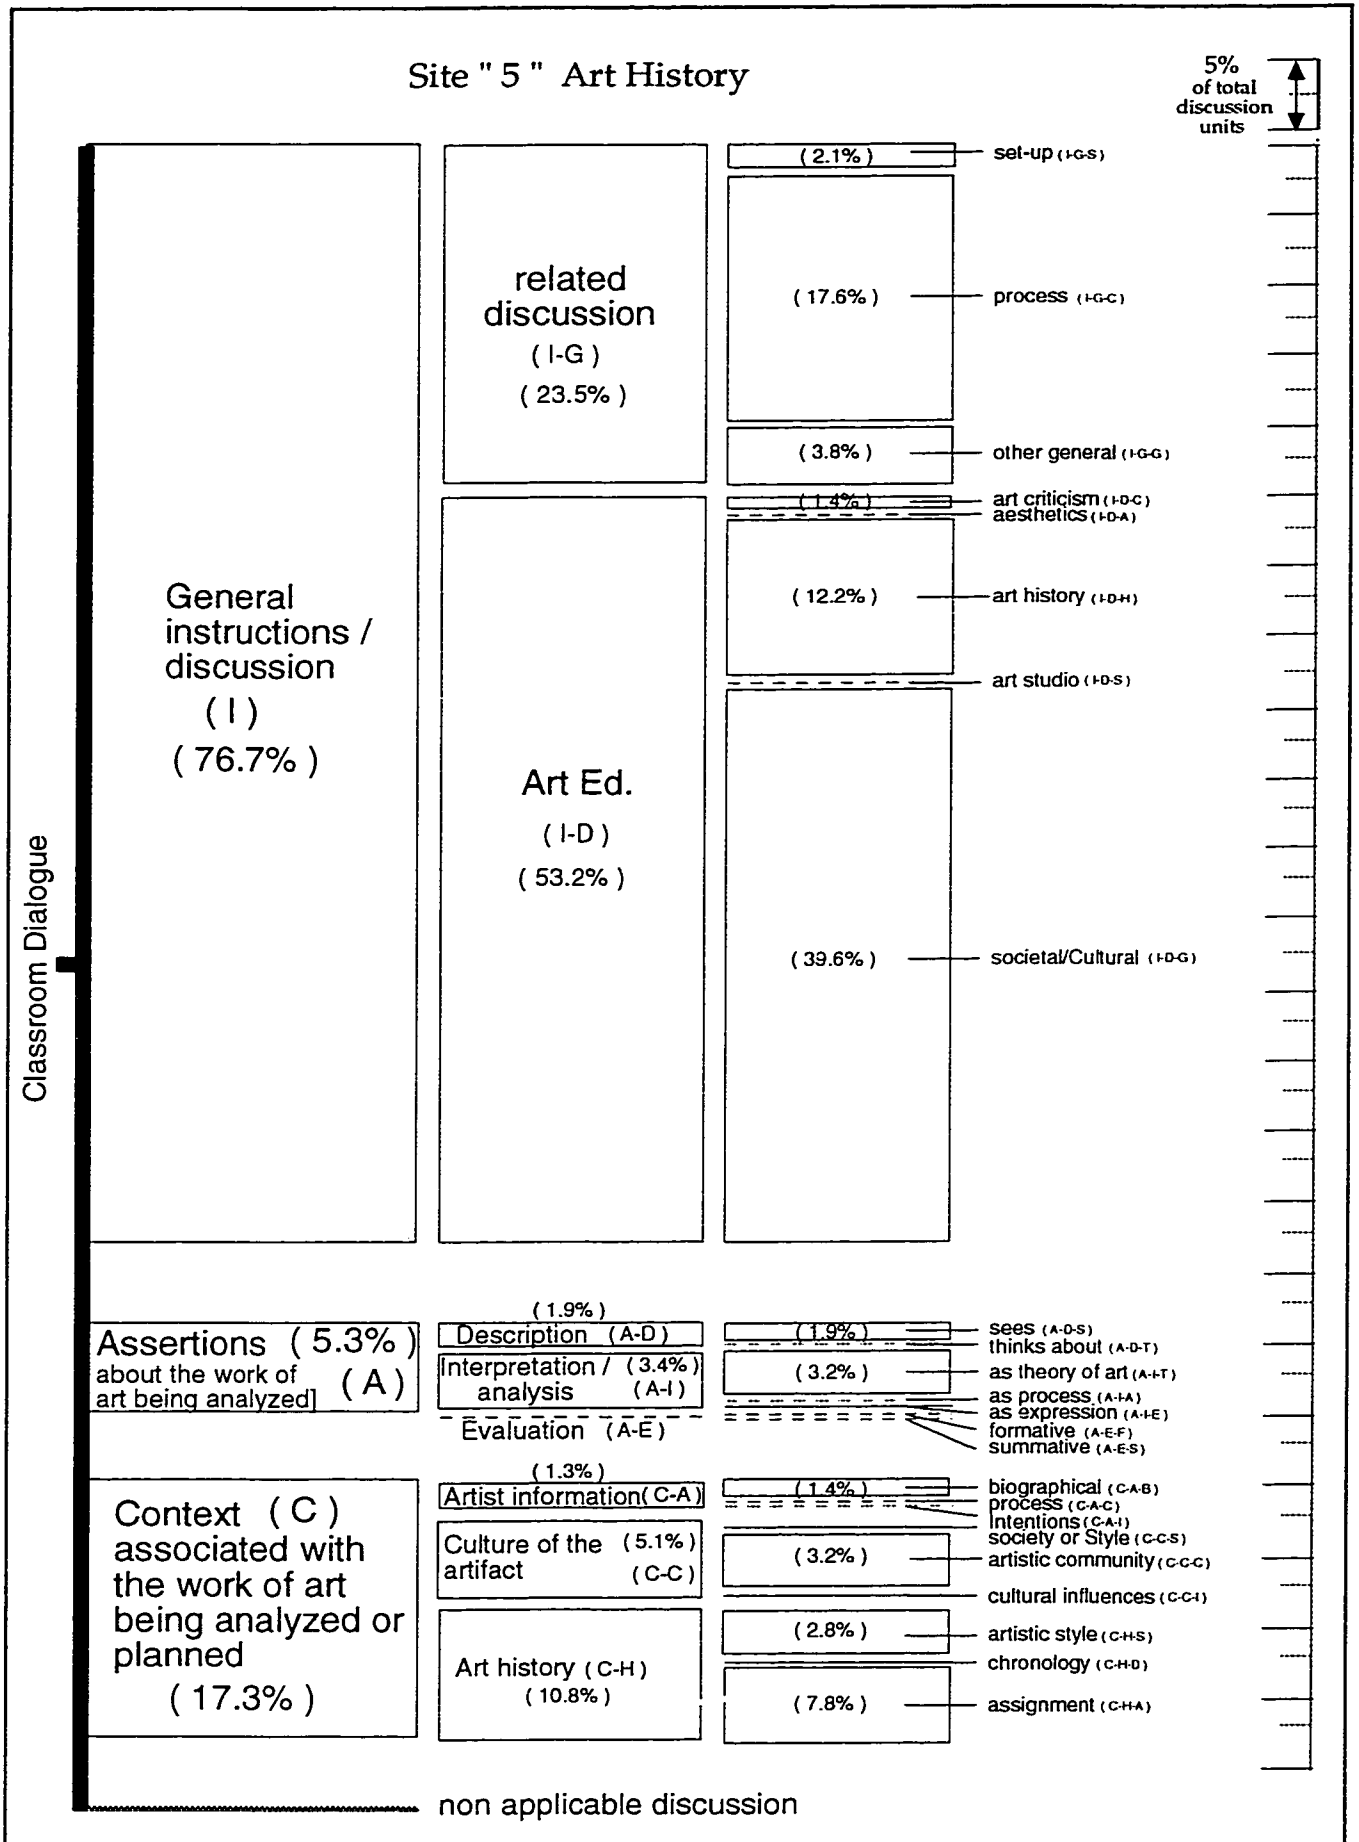 Site " 5 " Art History
5%
of total
discussion
units
Classroom Dialogue
General
instructions /
discussion
( I )
( 76.7% )
related
discussion
( I-G )
( 23.5% )
Art Ed.
( I-D )
( 53.2% )
( 2.1% )
set-up ( I-G-S )
( 17.6% )
process ( I-G-C )
( 3.8% )
other general ( I-G-G )
( 1.4% )
art criticism ( I-D-C )
aesthetics ( I-D-A )
( 12.2% )
art history ( I-D-H )
art studio ( I-D-S )
( 39.6% )
societal/Cultural ( I-D-G )
Assertions ( 5.3% )
about the work of
art being analyzed]
( A )
( 1.9% )
Description ( A-D )
Interpretation / ( 3.4% )
analysis ( A-I )
Evaluation ( A-E )
( 1.9% )
sees ( A-D-S )
thinks about ( A-D-T )
( 3.2% )
as theory of art ( A-I-T )
as process ( A-I-A )
as expression ( A-I-E )
formative ( A-E-F )
summative ( A-E-S )
Context ( C )
associated with
the work of art
being analyzed or
planned
( 17.3% )
( 1.3% )
Artist information( C-A )
Culture of the ( 5.1% )
artifact ( C-C )
Art history ( C-H )
( 10.8% )
( 1.4% )
biographical ( C-A-B )
process ( C-A-C )
Intentions ( C-A-I )
society or Style ( C-C-S )
( 3.2% )
artistic community ( C-C-C )
cultural influences ( C-C-I )
( 2.8% )
artistic style ( C-H-S )
chronology ( C-H-D )
( 7.8% )
assignment ( C-H-A )
non applicable discussion